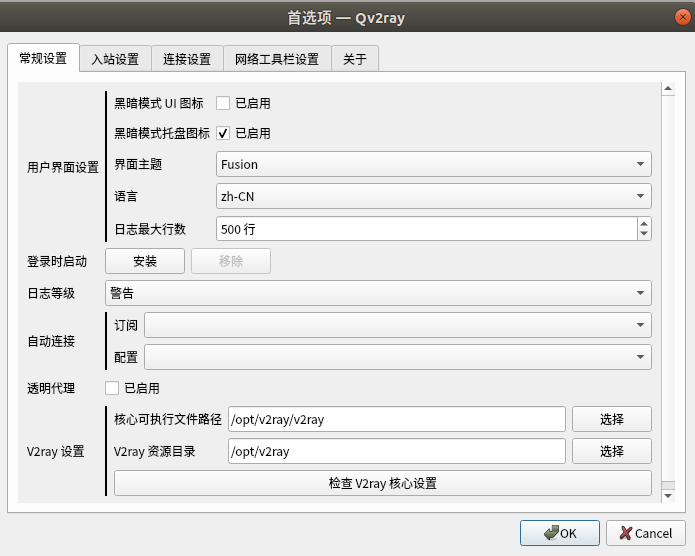 首选项 — Qv2ray
常规设置 入站设置 连接设置 网络工具栏设置 关于
用户界面设置
黑暗模式 UI 图标 已启用
黑暗模式托盘图标 已启用
界面主题 Fusion
语言 zh-CN
日志最大行数 500 行
登录时启动 安装 移除
日志等级 警告
自动连接
订阅
配置
透明代理 已启用
V2ray 设置
核心可执行文件路径 /opt/v2ray/v2ray 选择
V2ray 资源目录 /opt/v2ray 选择
检查 V2ray 核心设置
OK Cancel